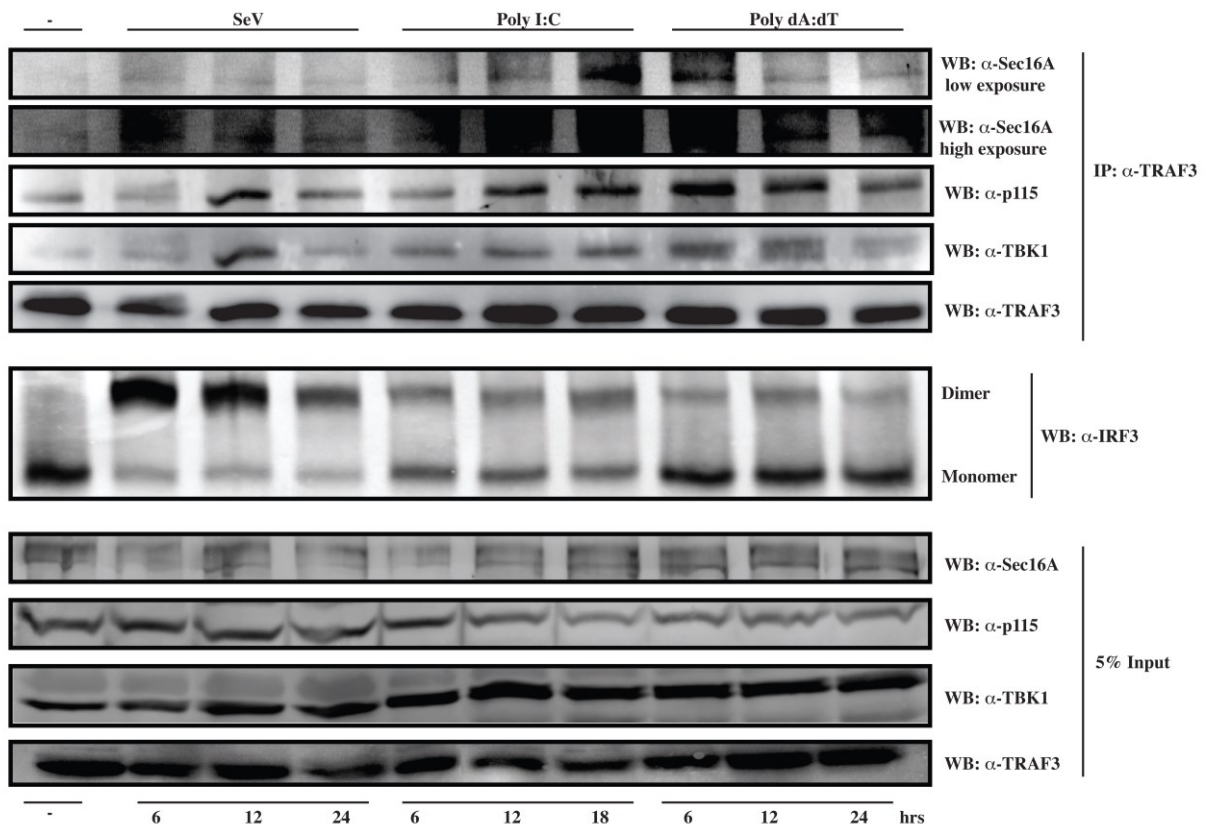 - SeV Poly I:C Poly dA:dT
WB: α-Sec16A
low exposure
WB: α-Sec16A
high exposure
IP: α-TRAF3
WB: α-p115
WB: α-TBK1
WB: α-TRAF3
Dimer
WB: α-IRF3
Monomer
WB: α-Sec16A
WB: α-p115
5% Input
WB: α-TBK1
WB: α-TRAF3
- 6 12 24 6 12 18 6 12 24 hrs